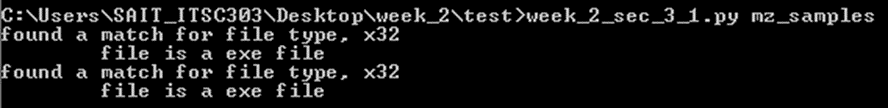 C:\Users\SAIT_ITSC303\Desktop\week_2\test>week_2_sec_3_1.py mz_samples
found a match for file type, x32
        file is a exe file
found a match for file type, x32
        file is a exe file